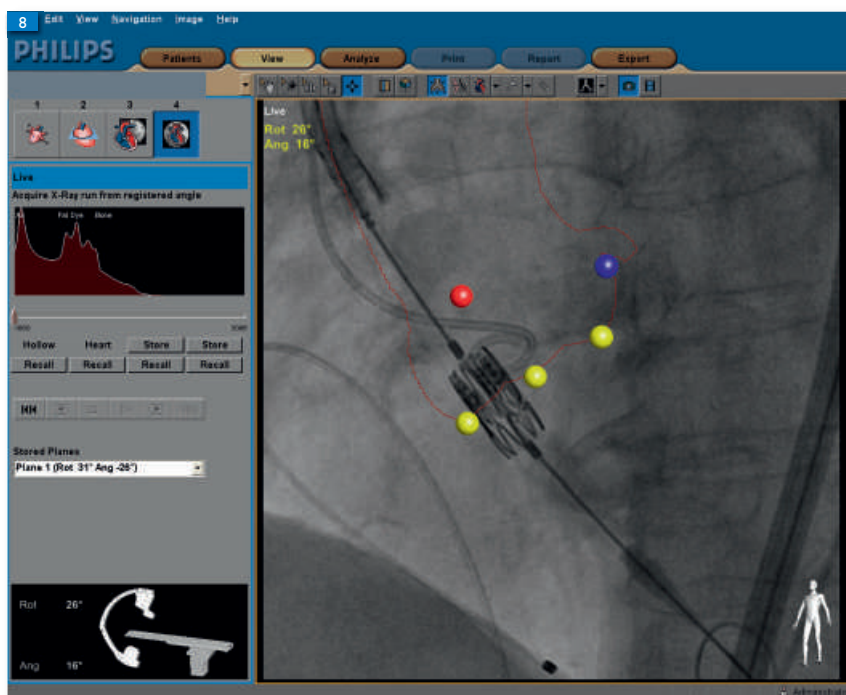 8 Edit View Navigation Image Help
PHILIPS
Patients View Analyze Print Report Export
1 2 3 4
Live
Acquire X-Ray run from registered angle
Fat Dye Bone
Hollow Heart Store Store
Recall Recall Recall Recall
Stored Planes
Plane 1 (Rot 31° Ang -26°)
Rot 26°
Ang 16°
Live
Rot 26°
Ang 16°